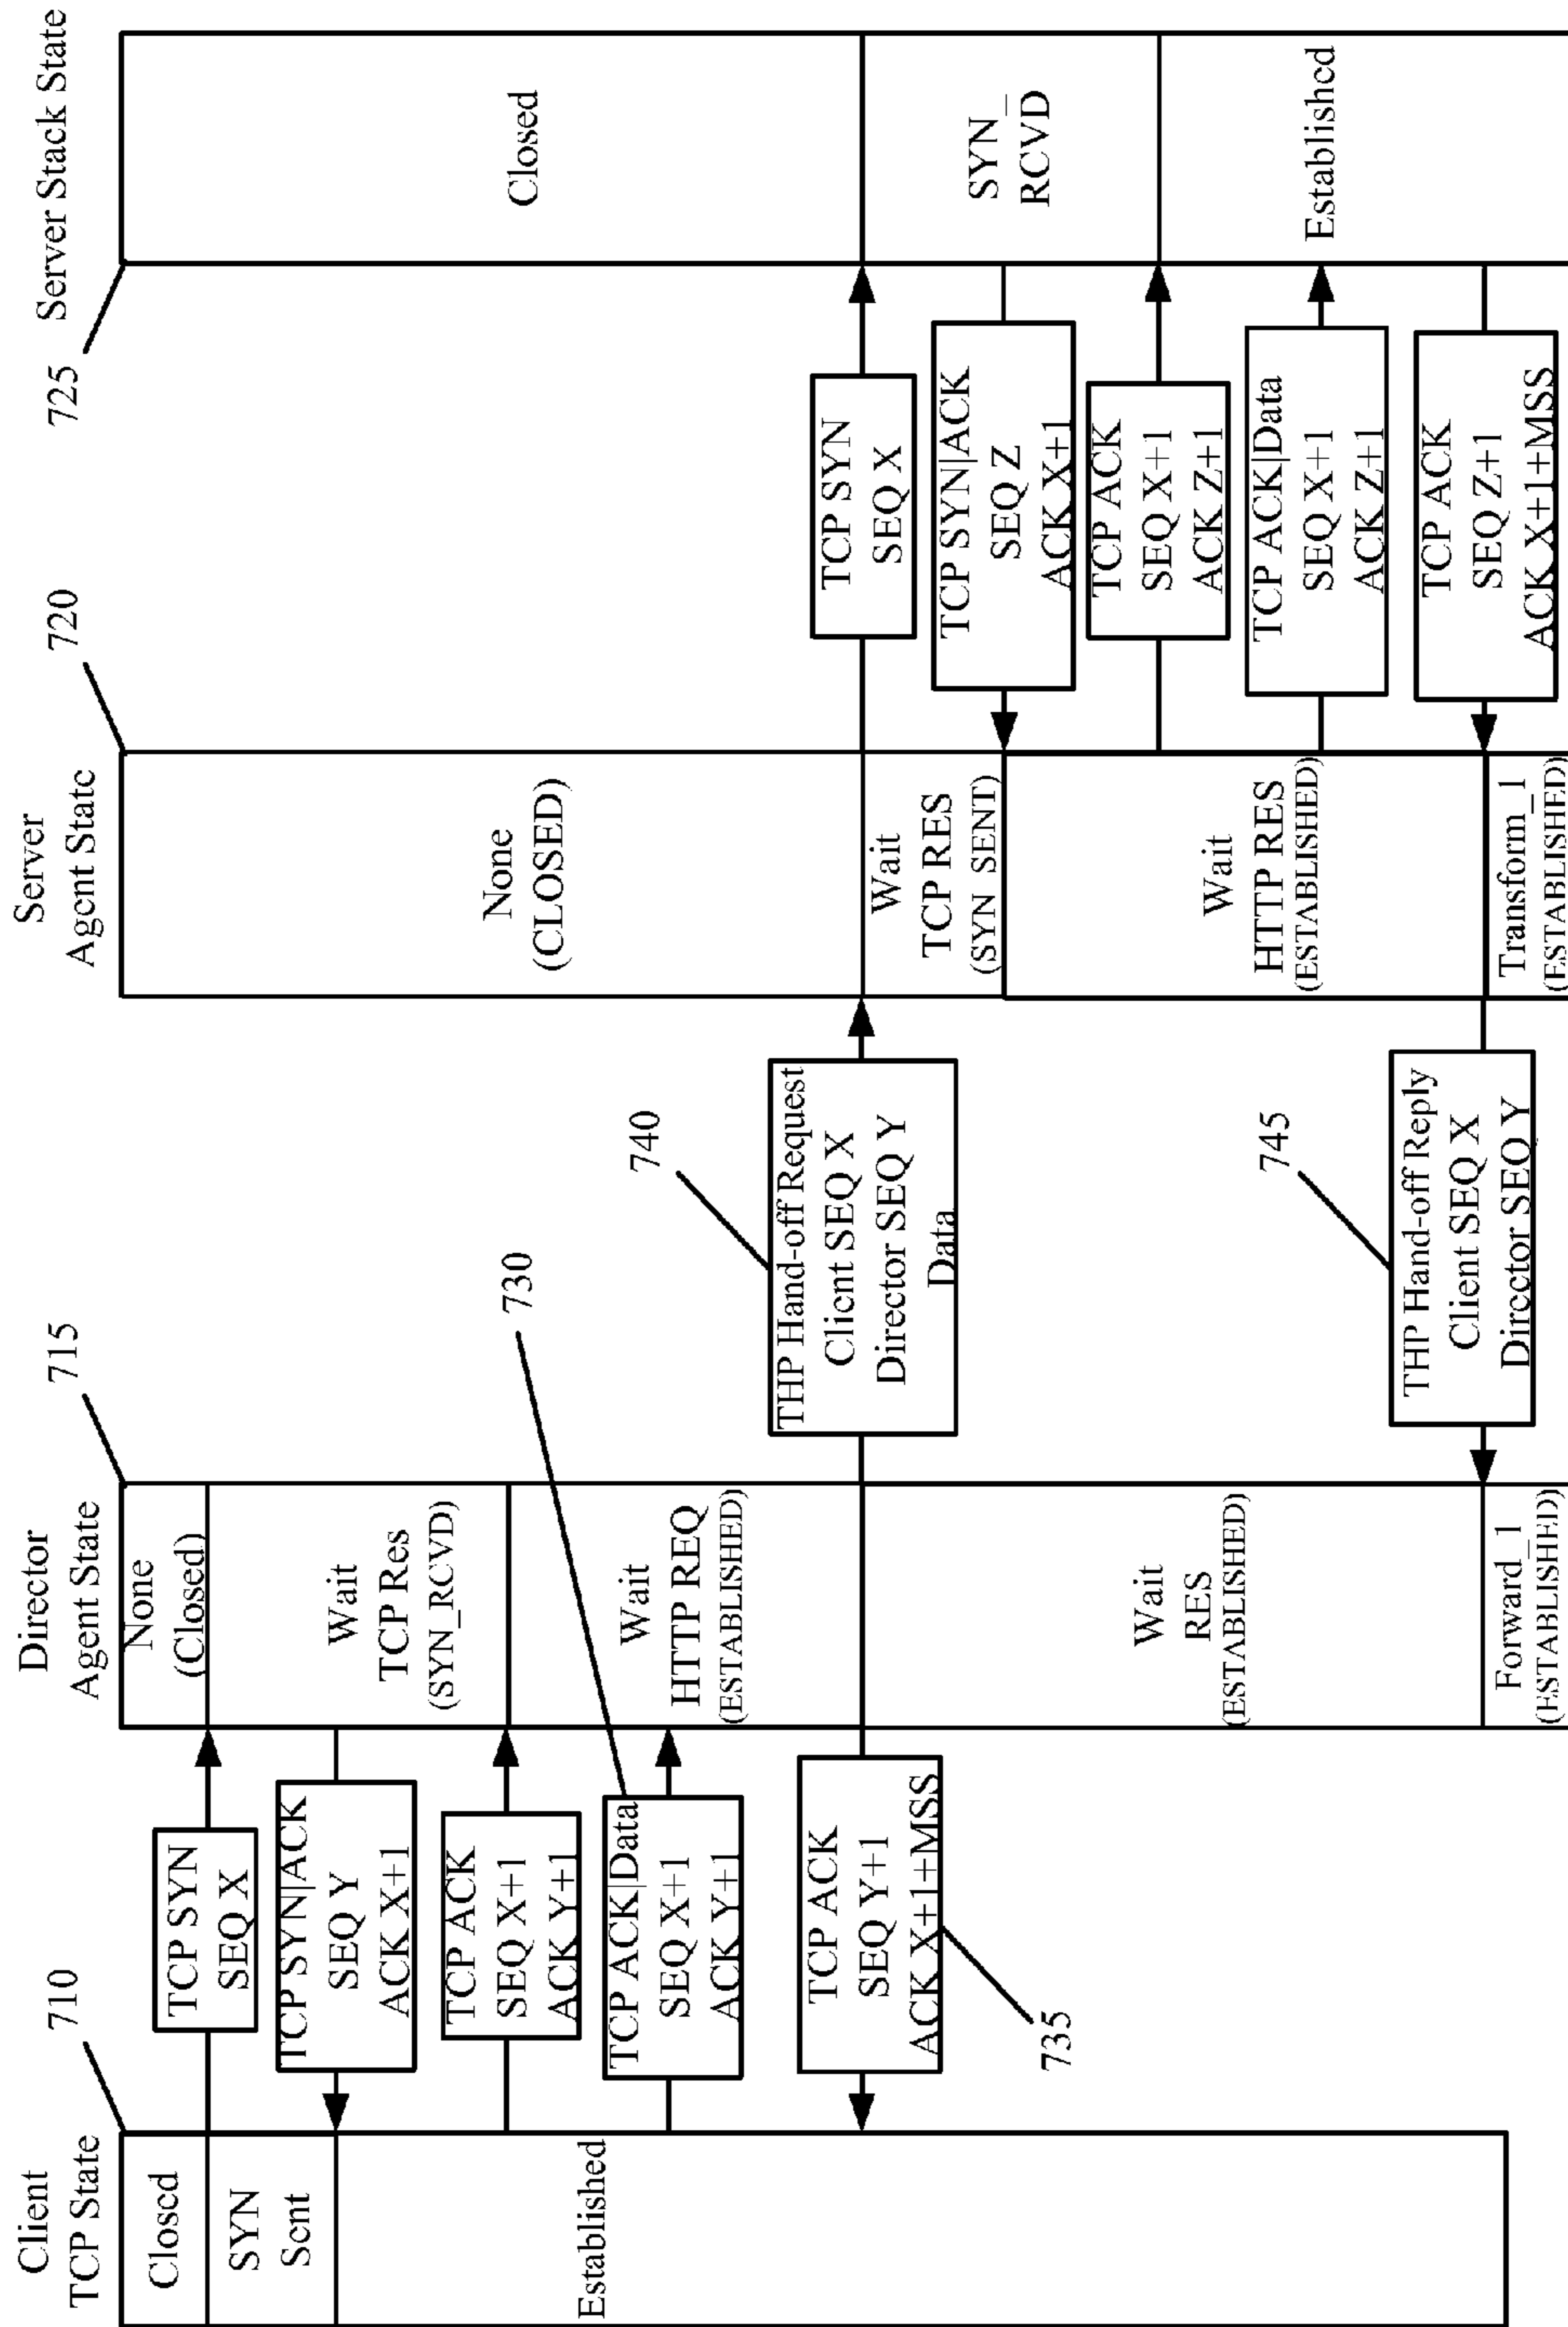 Client
TCP State
710
Closed
SYN
Sent
Established
TCP SYN
SEQ X
TCP SYN|ACK
SEQ Y
ACK X+1
TCP ACK
SEQ X+1
ACK Y+1
TCP ACK|Data
SEQ X+1
ACK Y+1
730
TCP ACK
SEQ Y+1
ACK X+1+MSS
735
Director
Agent State
715
None
(Closed)
Wait
TCP Res
(SYN_RCVD)
Wait
HTTP REQ
(ESTABLISHED)
Wait
RES
(ESTABLISHED)
Forward_1
(ESTABLISHED)
740
THP Hand-off Request
Client SEQ X
Director SEQ Y
Data
745
THP Hand-off Reply
Client SEQ X
Director SEQ Y
Server
Agent State
720
None
(CLOSED)
Wait
TCP RES
(SYN SENT)
Wait
HTTP RES
(ESTABLISHED)
Transform_1
(ESTABLISHED)
TCP SYN
SEQ X
TCP SYN|ACK
SEQ Z
ACK X+1
TCP ACK
SEQ X+1
ACK Z+1
TCP ACK|Data
SEQ X+1
ACK Z+1
TCP ACK
SEQ Z+1
ACK X+1+MSS
Server Stack State
725
Closed
SYN_
RCVD
Established